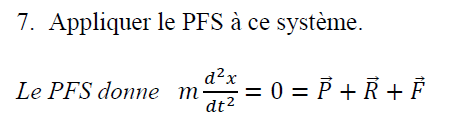 7. Appliquer le PFS à ce système.
Le PFS donne m d²x/dt² = 0 = P⃗ + R⃗ + F⃗